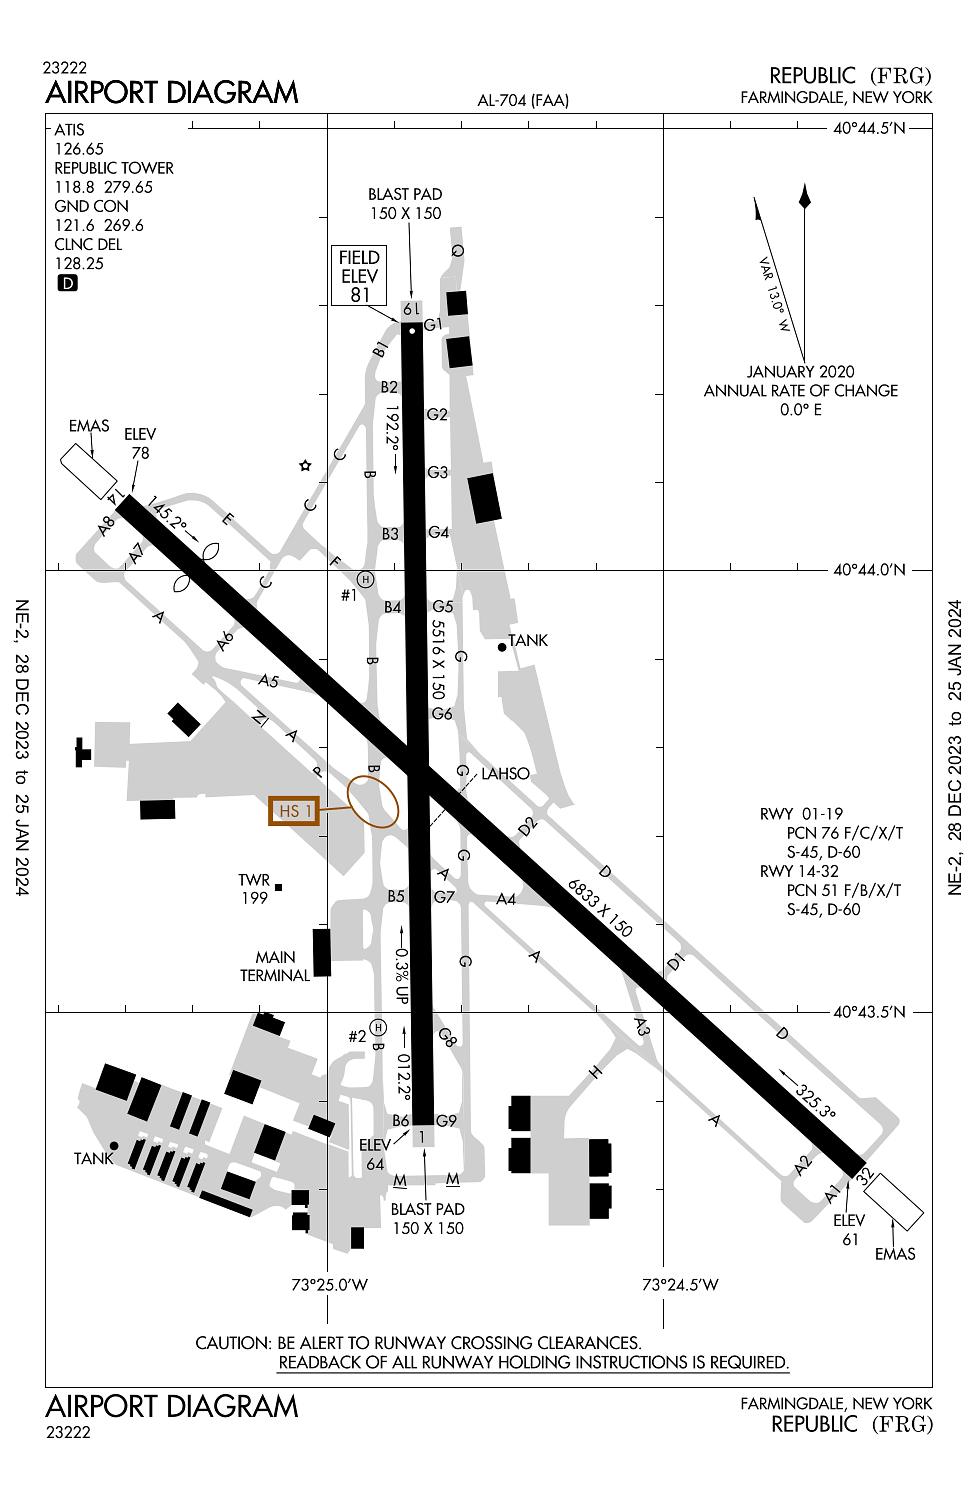 23222
AIRPORT DIAGRAM
AL-704 (FAA)
REPUBLIC (FRG)
FARMINGDALE, NEW YORK
ATIS
126.65
REPUBLIC TOWER
118.8 279.65
GND CON
121.6 269.6
CLNC DEL
128.25
D
40°44.5'N
BLAST PAD
150 X 150
FIELD
ELEV
81
VAR 13.0° W
JANUARY 2020
ANNUAL RATE OF CHANGE
0.0° E
Q
19
G1
B1
B2
G2
192.2°
EMAS
ELEV
78
C
B
G3
14
145.2°
E
C
A8
A7
B3
G4
F
H
#1
40°44.0'N
C
B4
G5
A
A6
5516 X 150
TANK
B
G
A5
ZI
A
G6
P
B
G
LAHSO
HS 1
D2
RWY 01-19
PCN 76 F/C/X/T
S-45, D-60
RWY 14-32
PCN 51 F/B/X/T
S-45, D-60
G
A
D
TWR
199
B5
G7
A4
6833 X 150
MAIN
TERMINAL
0.3% UP
G
A
D1
40°43.5'N
#2
H
B
G8
A3
D
012.2°
H
325.3°
B6
G9
A
1
ELEV
64
TANK
M
M
A2
A1
32
BLAST PAD
150 X 150
ELEV
61
EMAS
73°25.0'W
73°24.5'W
CAUTION: BE ALERT TO RUNWAY CROSSING CLEARANCES.
READBACK OF ALL RUNWAY HOLDING INSTRUCTIONS IS REQUIRED.
NE-2, 28 DEC 2023 to 25 JAN 2024
NE-2, 28 DEC 2023 to 25 JAN 2024
AIRPORT DIAGRAM
23222
FARMINGDALE, NEW YORK
REPUBLIC (FRG)